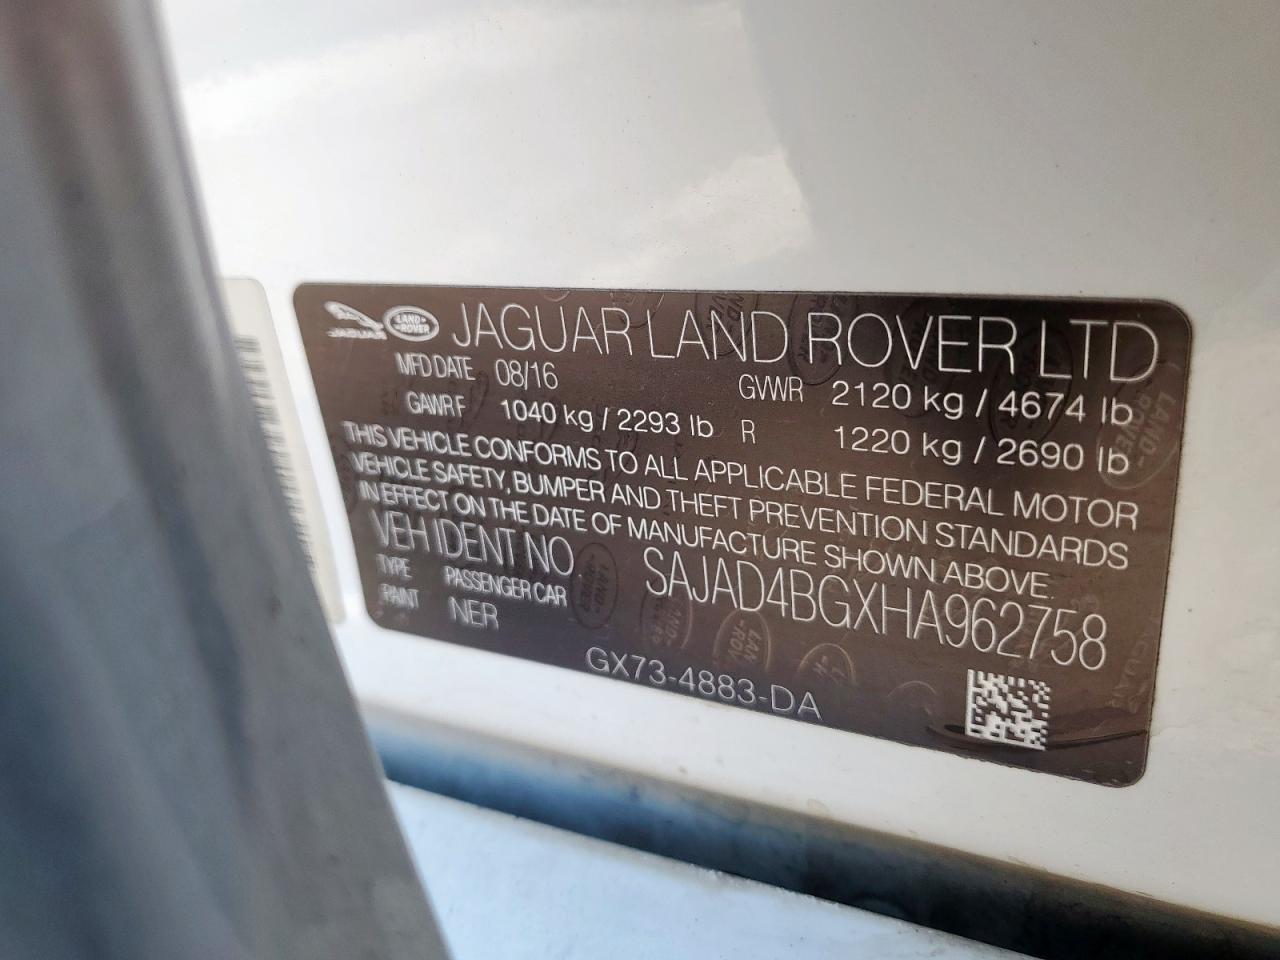 JAGUAR LAND-ROVER JAGUAR LAND ROVER LTD
MFD DATE 08/16 GVWR 2120 kg / 4674 lb
GAWR F 1040 kg / 2293 lb R 1220 kg / 2690 lb
THIS VEHICLE CONFORMS TO ALL APPLICABLE FEDERAL MOTOR
VEHICLE SAFETY, BUMPER AND THEFT PREVENTION STANDARDS
IN EFFECT ON THE DATE OF MANUFACTURE SHOWN ABOVE.
VEH IDENT NO SAJAD4BGXHA962758
TYPE PASSENGER CAR
PAINT NER
GX73-4883-DA